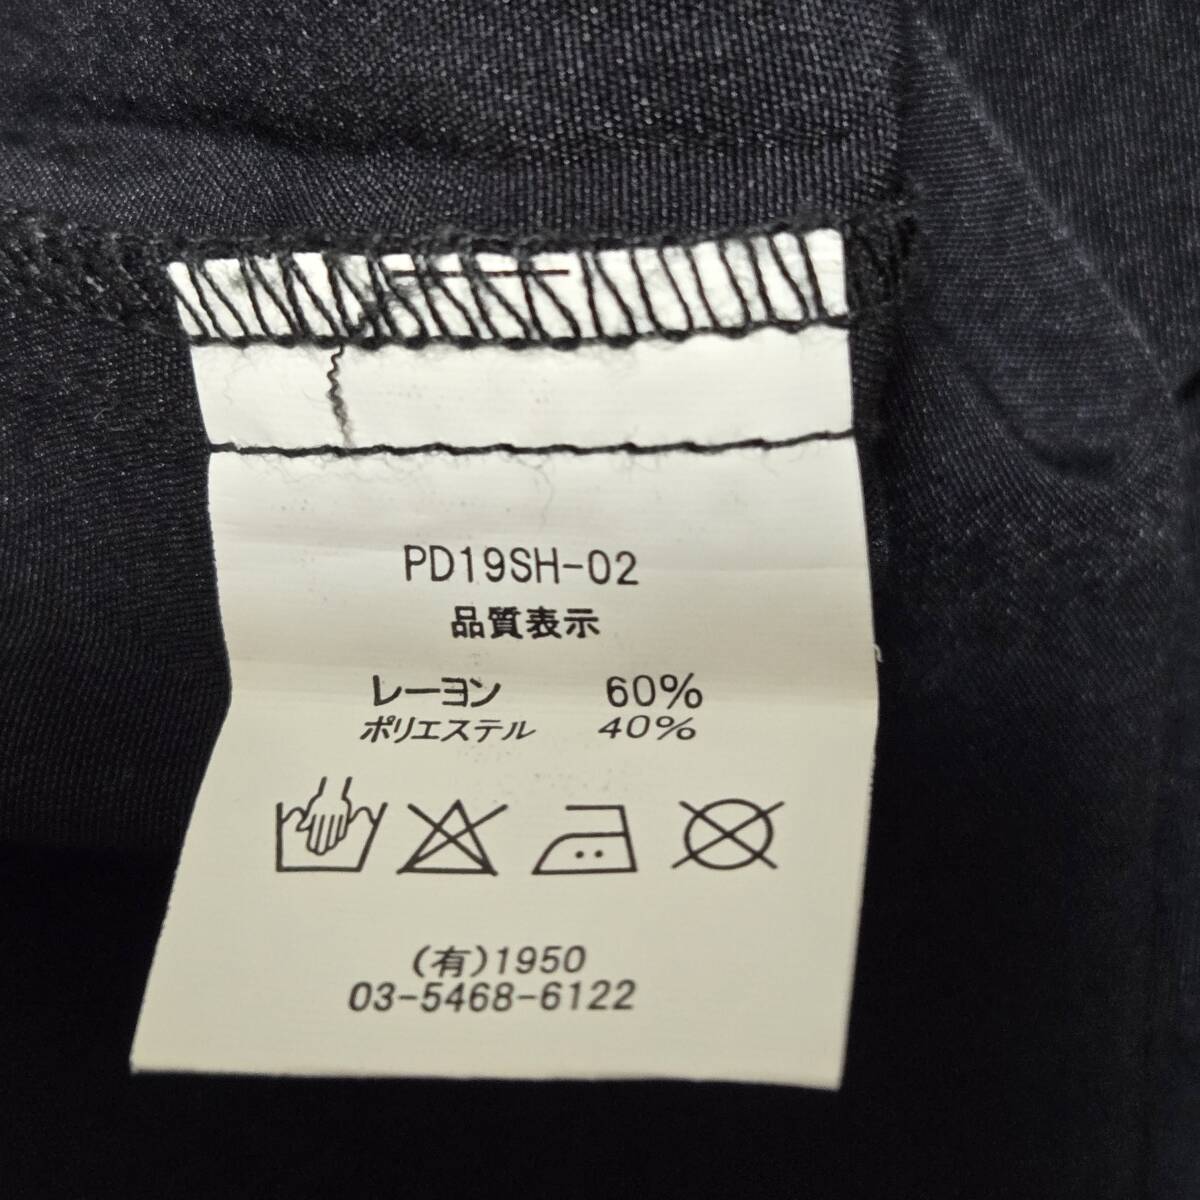 PD19SH-02
品質表示
レーヨン 60%
ポリエステル 40%
(有)1950
03-5468-6122